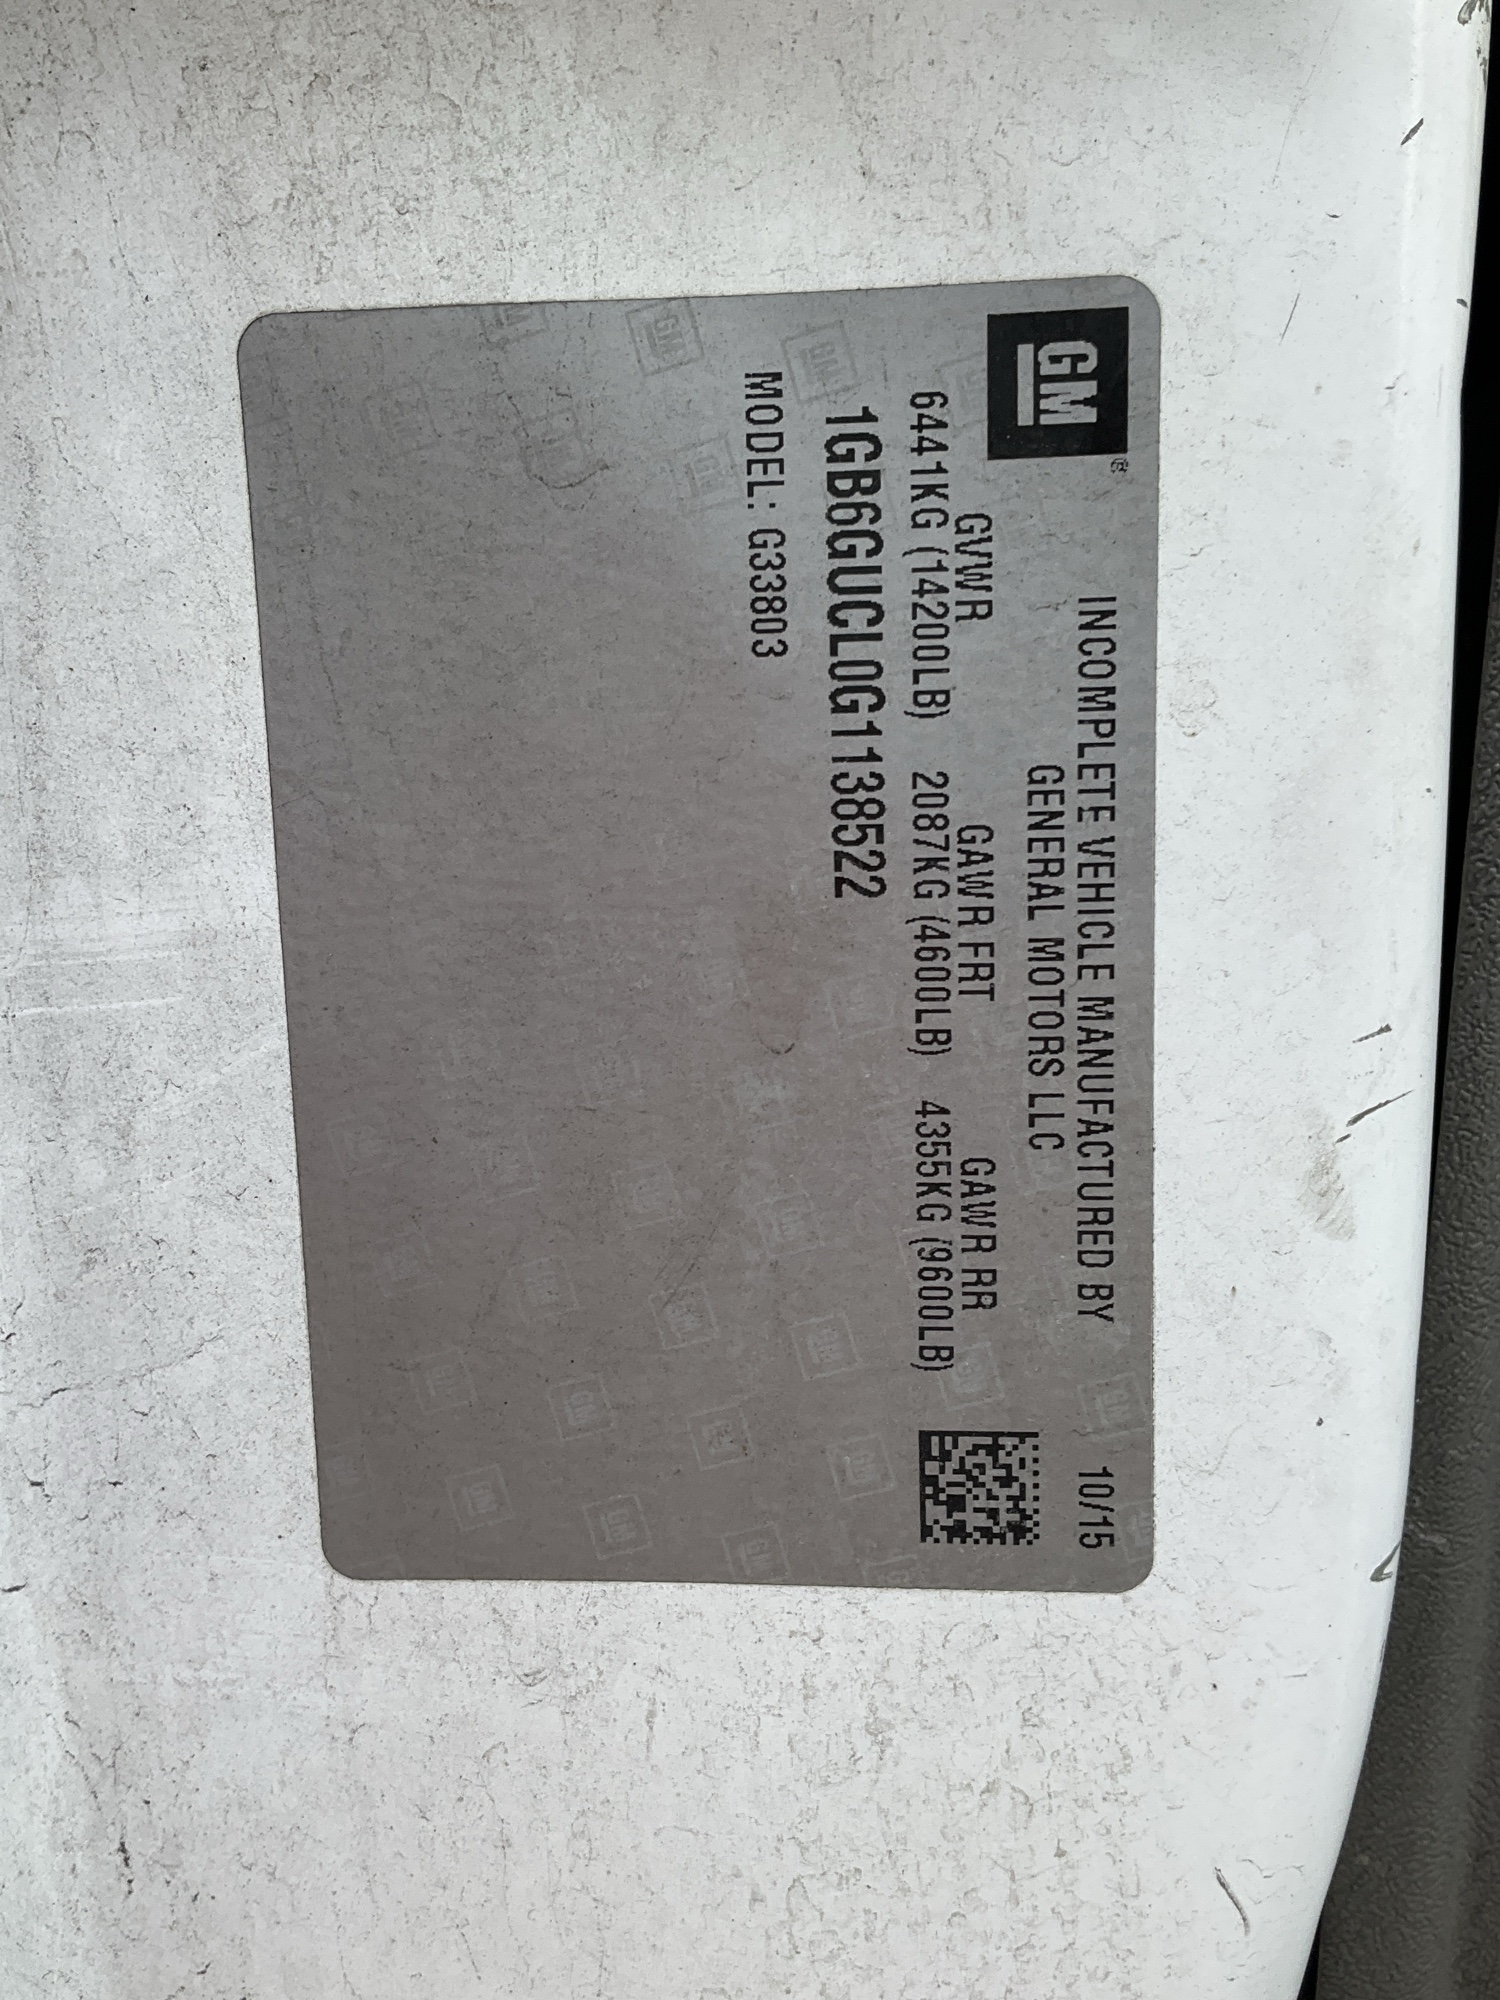 GM®
INCOMPLETE VEHICLE MANUFACTURED BY 10/15
GENERAL MOTORS LLC
GVWR GAWR FRT GAWR RR
6441KG (14200LB) 2087KG (4600LB) 4355KG (9600LB)
1GB6GUCL0G1138522
MODEL: G33803